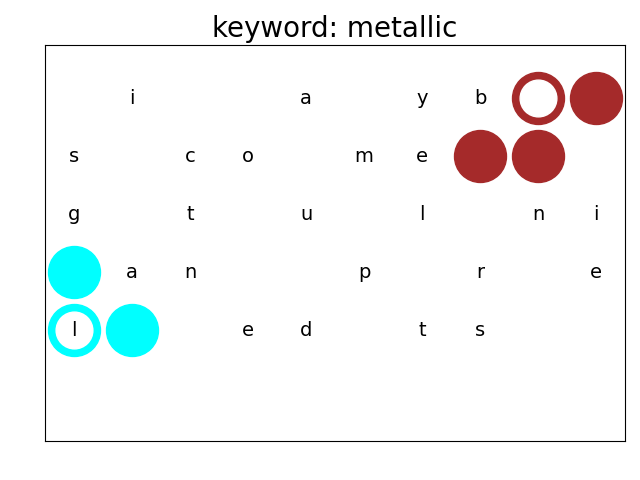 keyword: metallic
i a y b
s c o m e
g t u l n i
a n p r e
l e d t s